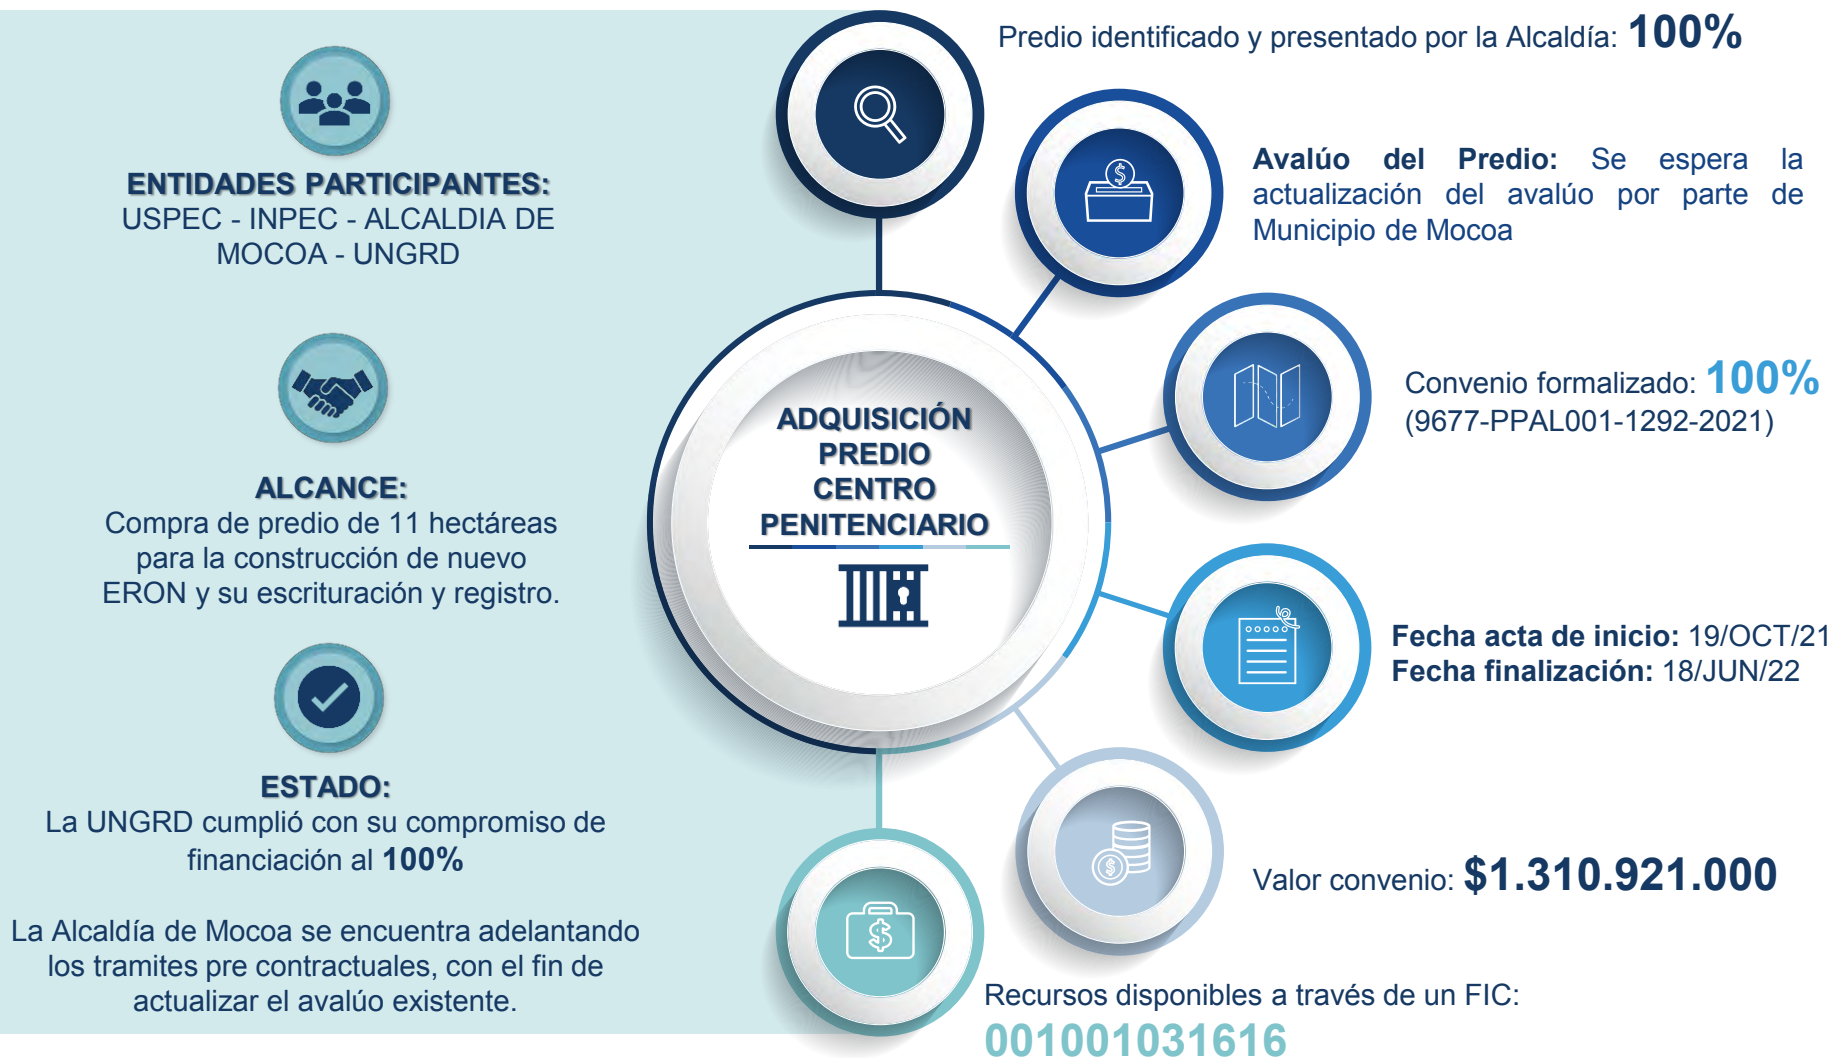 ENTIDADES PARTICIPANTES:
USPEC - INPEC - ALCALDIA DE
MOCOA - UNGRD
ALCANCE:
Compra de predio de 11 hectáreas
para la construcción de nuevo
ERON y su escrituración y registro.
ESTADO:
La UNGRD cumplió con su compromiso de
financiación al 100%
La Alcaldía de Mocoa se encuentra adelantando
los tramites pre contractuales, con el fin de
actualizar el avalúo existente.
ADQUISICIÓN
PREDIO
CENTRO
PENITENCIARIO
Predio identificado y presentado por la Alcaldía: 100%
Avalúo del Predio: Se espera la
actualización del avalúo por parte de
Municipio de Mocoa
Convenio formalizado: 100%
(9677-PPAL001-1292-2021)
Fecha acta de inicio: 19/OCT/21
Fecha finalización: 18/JUN/22
Valor convenio: $1.310.921.000
Recursos disponibles a través de un FIC:
001001031616